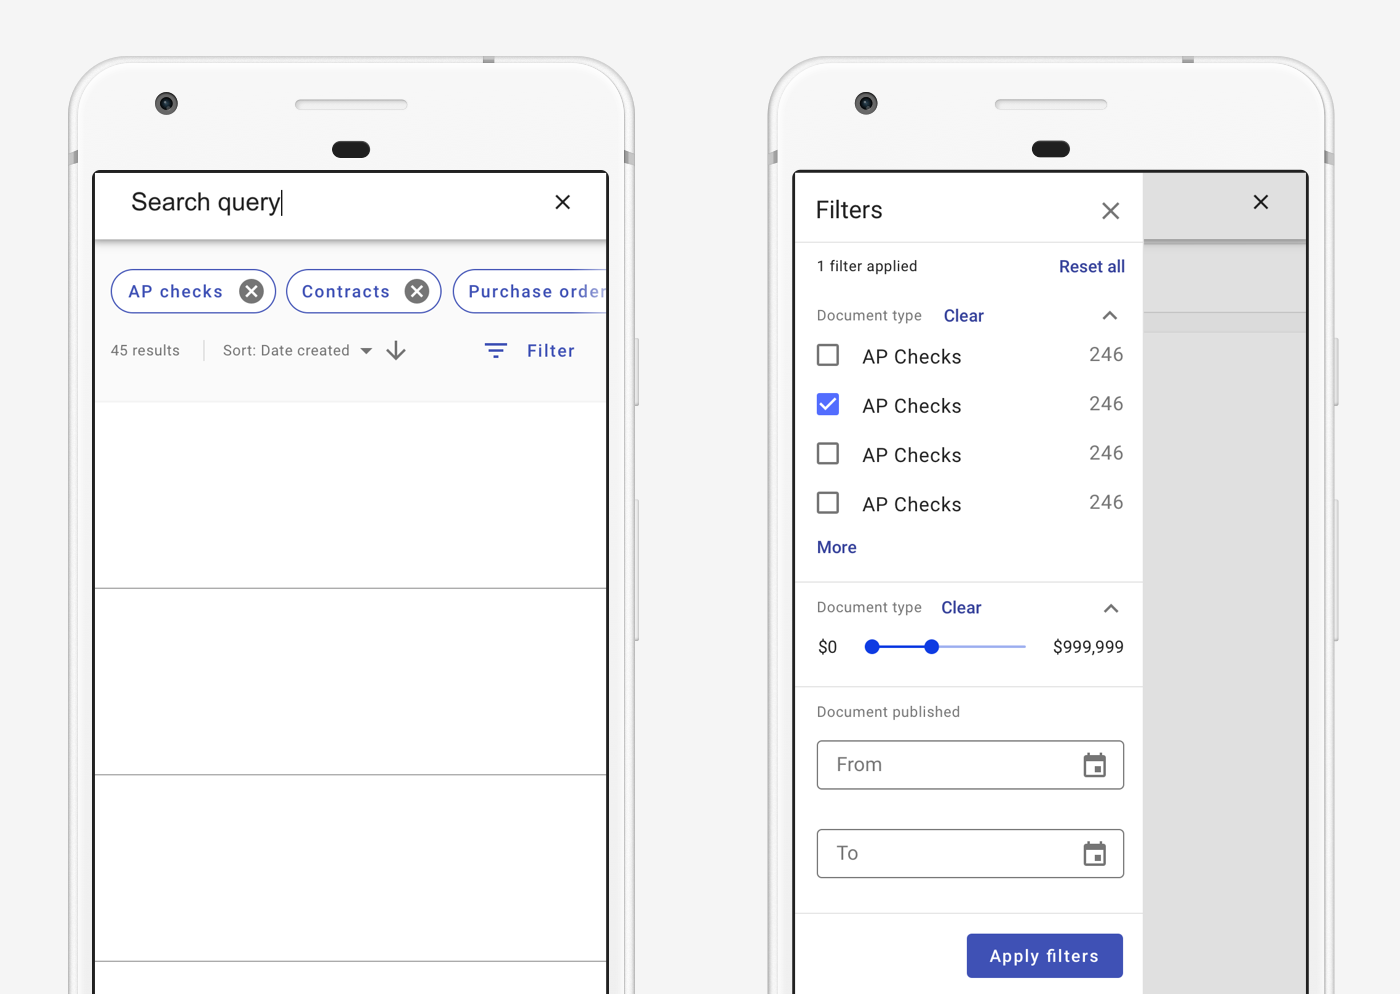 Search query
AP checks Contracts Purchase order
45 results Sort: Date created Filter
Filters
1 filter applied Reset all
Document type Clear
AP Checks 246
AP Checks 246
AP Checks 246
AP Checks 246
More
Document type Clear
$0 $999,999
Document published
From
To
Apply filters